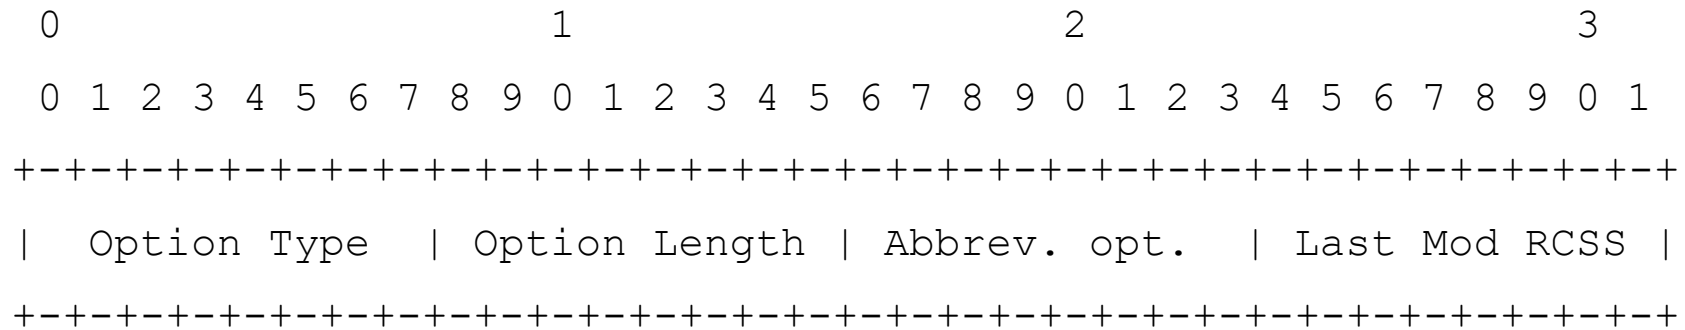 0                   1                   2                   3
 0 1 2 3 4 5 6 7 8 9 0 1 2 3 4 5 6 7 8 9 0 1 2 3 4 5 6 7 8 9 0 1
+-+-+-+-+-+-+-+-+-+-+-+-+-+-+-+-+-+-+-+-+-+-+-+-+-+-+-+-+-+-+-+-+
|  Option Type  | Option Length | Abbrev. opt.  | Last Mod RCSS |
+-+-+-+-+-+-+-+-+-+-+-+-+-+-+-+-+-+-+-+-+-+-+-+-+-+-+-+-+-+-+-+-+